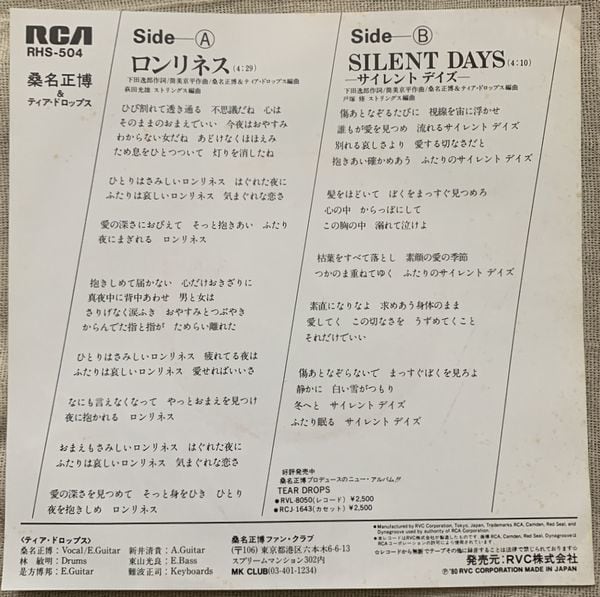 RCA
RHS-504
桑名正博
&
ティア・ドロップス
Side—Ⓐ
ロンリネス(4:29)
下田逸郎作詞/筒美京平作曲/桑名正博&ティア・ドロップス編曲
萩田光雄 ストリングス編曲
ひび割れて透き通る 不思議だね 心は
そのままのおまえでいい 今夜はおやすみ
わからない女だね あどけなくほほえみ
ため息をひとつついて 灯りを消したね
ひとりはさみしいロンリネス はぐれた夜に
ふたりは哀しいロンリネス 気まぐれな恋さ
愛の深さにおびえて そっと抱きあい ふたり
夜にまぎれる ロンリネス
抱きしめて届かない 心だけおきざりに
真夜中に背中あわせ 男と女は
さりげなく涙ふき おやすみとつぶやき
からんでた指と指が ためらい離れた
ひとりはさみしいロンリネス 疲れてる夜は
ふたりは哀しいロンリネス 愛せればいいさ
なにも言えなくなって やっとおまえを見つけ
夜に抱かれる ロンリネス
おまえもさみしいロンリネス はぐれた夜に
ふたりは哀しいロンリネス 気まぐれな恋さ
愛の深さを見つめて そっと身をひき ひとり
夜を抱きしめ ロンリネス
Side—Ⓑ
SILENT DAYS(4:10)
—サイレント デイズ—
下田逸郎作詞/筒美京平作曲/桑名正博&ティア・ドロップス編曲
戸塚 修 ストリングス編曲
傷あとなぞるたびに 視線を宙に浮かせ
誰もが愛を見つめ 流れるサイレント デイズ
別れる哀しさより 愛する切なさだと
抱きあい確かめあう ふたりのサイレント デイズ
髪をほどいて ぼくをまっすぐ見つめろ
心の中 からっぽにして
この胸の中 溺れて泣けよ
枯葉をすべて落とし 素顔の愛の季節
つかのま重ねてゆく ふたりのサイレント デイズ
素直になりなよ 求めあう身体のまま
愛してく この切なさを うずめてくこと
それだけでいい
傷あとなぞらないで まっすぐぼくを見ろよ
静かに 白い雪がつもり
冬へと サイレント デイズ
ふたり眠る サイレント デイズ
好評発売中
桑名正博プロデュースのニュー・アルバム!!
TEAR DROPS
●RVL-8050(レコード) ¥2,500
●RCJ-1643(カセット) ¥2,500
〈ティア・ドロップス〉
桑名正博:Vocal/E.Guitar 新井清貴:A.Guitar
林 敏明:Drums 東山光良:E.Bass
是方博邦:E.Guitar 難波正司:Keyboards
桑名正博ファン・クラブ
(〒106) 東京都港区六本木6-6-13
スプリームマンション302内
MK CLUB(03-401-1234)
●Manufactured by RVC Corporation, Tokyo, Japan, Trademarks RCA, Camden, Red Seal, and
Dynagroove used by authority of RCA Corporation.
☆レコードから無断でテープその他に録音することは法律で禁じられております☆
発売元:RVC株式会社
Ⓟ'80 RVC CORPORATION MADE IN JAPAN